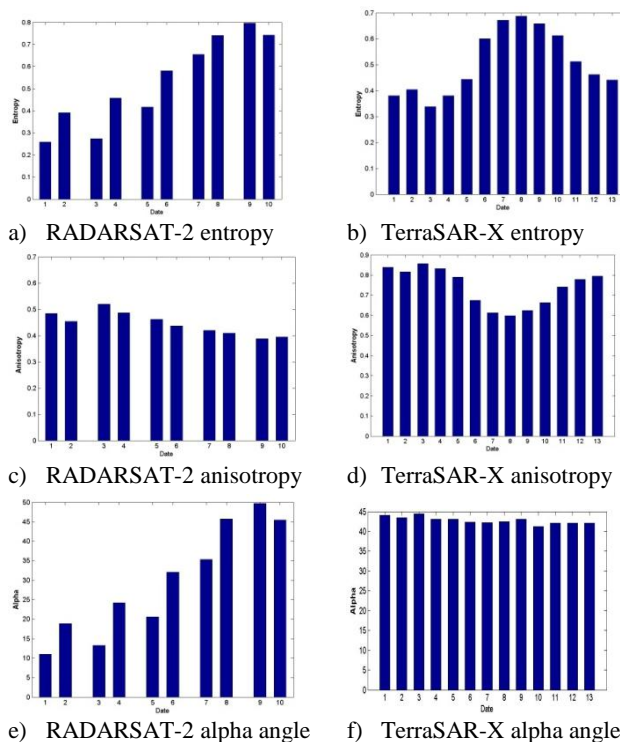 0.8
0.7
0.6
0.5
0.4
0.3
0.2
0.1
0
Entropy
1 2 3 4 5 6 7 8 9 10
Date
a) RADARSAT-2 entropy
0.7
0.6
0.5
0.4
0.3
0.2
0.1
0
Entropy
1 2 3 4 5 6 7 8 9 10 11 12 13
Date
b) TerraSAR-X entropy
0.7
0.6
0.5
0.4
0.3
0.2
0.1
0
Anisotropy
1 2 3 4 5 6 7 8 9 10
Date
c) RADARSAT-2 anisotropy
0.9
0.8
0.7
0.6
0.5
0.4
0.3
0.2
0.1
0
Anisotropy
1 2 3 4 5 6 7 8 9 10 11 12 13
Date
d) TerraSAR-X anisotropy
50
45
40
35
30
25
20
15
10
5
0
Alpha
1 2 3 4 5 6 7 8 9 10
Date
e) RADARSAT-2 alpha angle
45
40
35
30
25
20
15
10
5
0
Alpha
1 2 3 4 5 6 7 8 9 10 11 12 13
Date
f) TerraSAR-X alpha angle